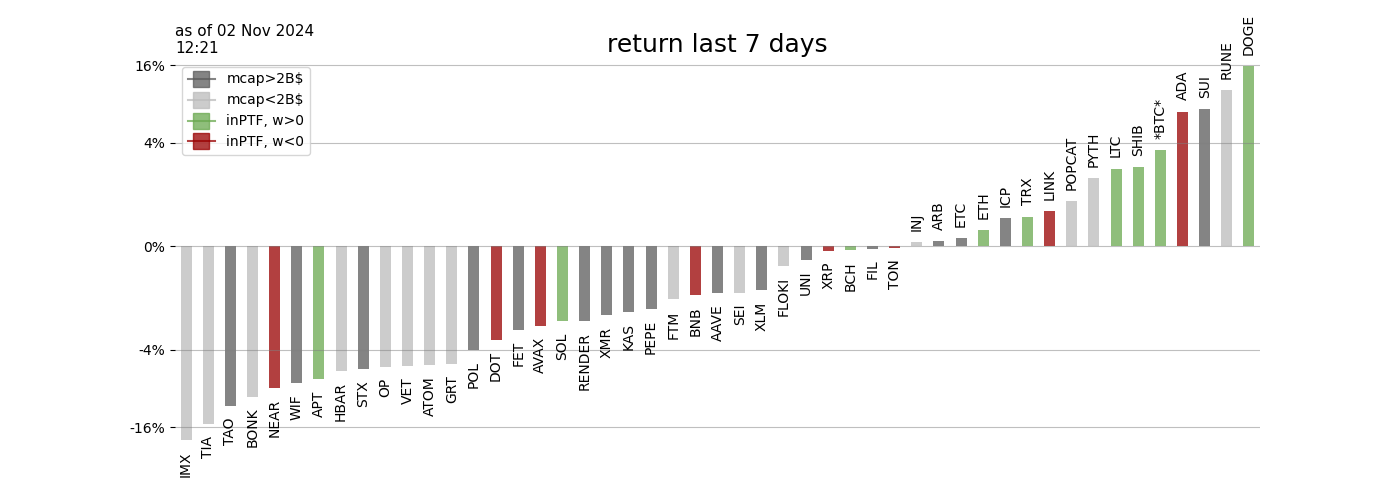 as of 02 Nov 2024
12:21
return last 7 days
16%
4%
0%
-4%
-16%
mcap>2B$
mcap<2B$
inPTF, w>0
inPTF, w<0
IMX
TIA
TAO
BONK
NEAR
WIF
APT
HBAR
STX
OP
VET
ATOM
GRT
POL
DOT
FET
AVAX
SOL
RENDER
XMR
KAS
PEPE
FTM
BNB
AAVE
SEI
XLM
FLOKI
UNI
XRP
BCH
FIL
TON
INJ
ARB
ETC
ETH
ICP
TRX
LINK
POPCAT
PYTH
LTC
SHIB
*BTC*
ADA
SUI
RUNE
DOGE